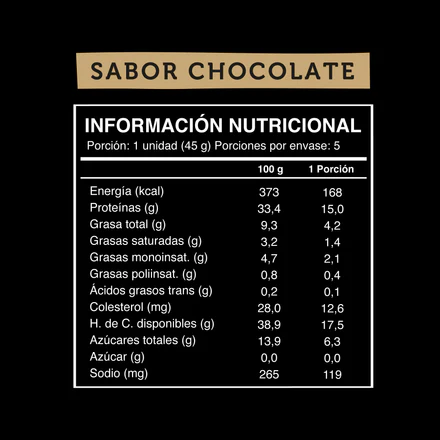 SABOR CHOCOLATE
INFORMACIÓN NUTRICIONAL
Porción: 1 unidad (45 g) Porciones por envase: 5
100 g 1 Porción
Energía (kcal) 373 168
Proteínas (g) 33,4 15,0
Grasa total (g) 9,3 4,2
Grasas saturadas (g) 3,2 1,4
Grasas monoinsat. (g) 4,7 2,1
Grasas poliinsat. (g) 0,8 0,4
Ácidos grasos trans (g) 0,2 0,1
Colesterol (mg) 28,0 12,6
H. de C. disponibles (g) 38,9 17,5
Azúcares totales (g) 13,9 6,3
Azúcar (g) 0,0 0,0
Sodio (mg) 265 119